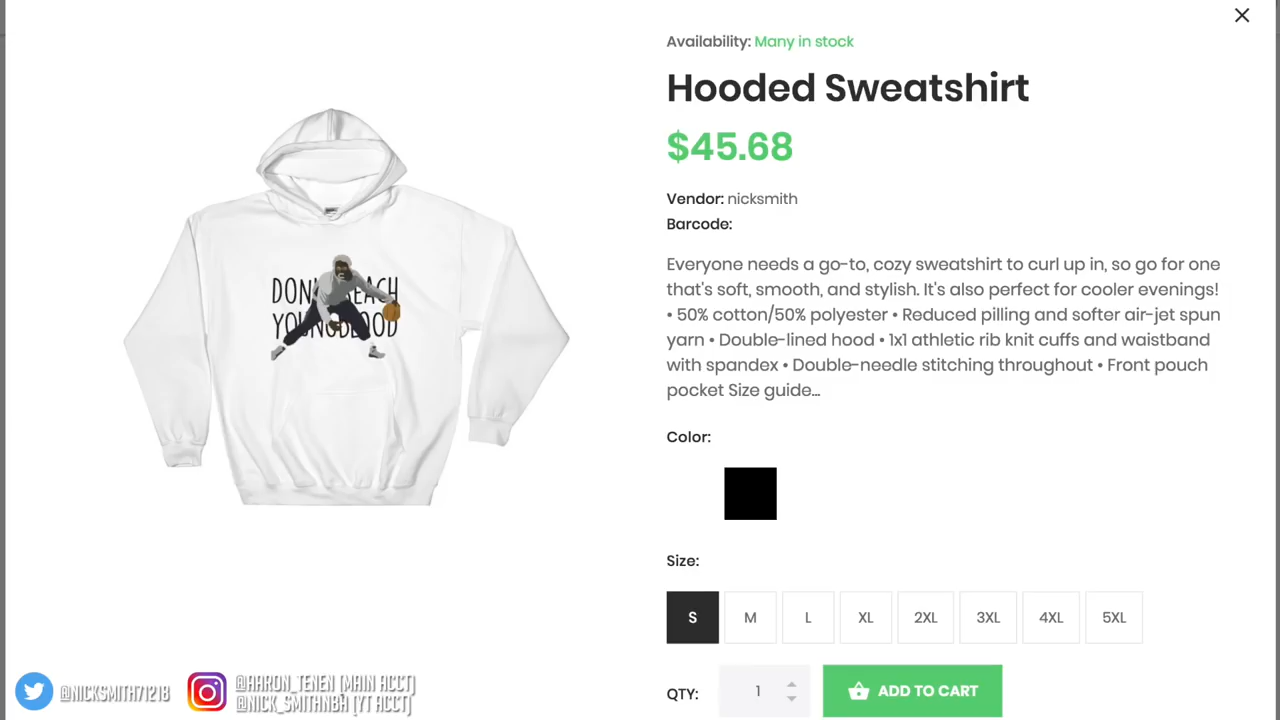 Availability: Many in stock
Hooded Sweatshirt
$45.68
Vendor: nicksmith
Barcode:
Everyone needs a go-to, cozy sweatshirt to curl up in, so go for one
that's soft, smooth, and stylish. It's also perfect for cooler evenings!
• 50% cotton/50% polyester • Reduced pilling and softer air-jet spun
yarn • Double-lined hood • 1x1 athletic rib knit cuffs and waistband
with spandex • Double-needle stitching throughout • Front pouch
pocket Size guide...
Color:
Size:
S M L XL 2XL 3XL 4XL 5XL
QTY: 1 ADD TO CART
YOUNGBLOOD
@NICKSMITH71218
@AARON_TENEN (MAIN ACCT)
@NICK_SMITHNBA (YT ACCT)